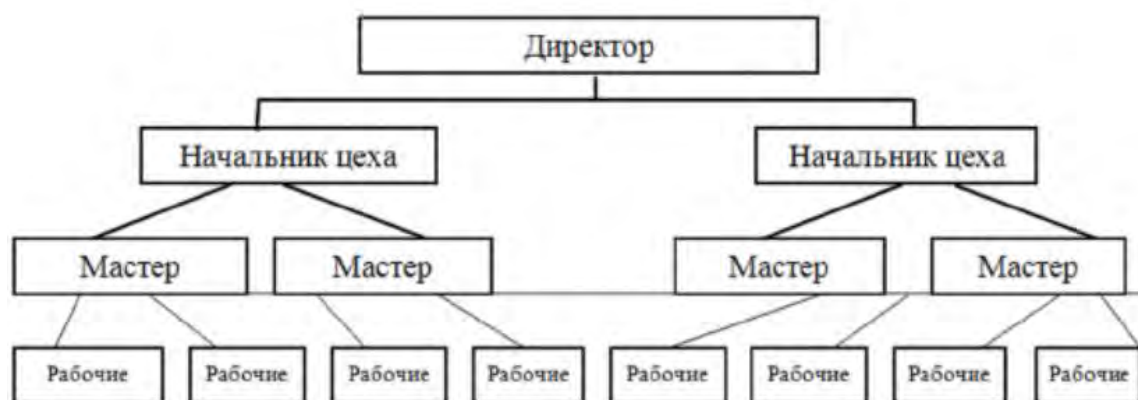 Директор
Начальник цеха Начальник цеха
Мастер Мастер Мастер Мастер
Рабочие Рабочие Рабочие Рабочие Рабочие Рабочие Рабочие Рабочие